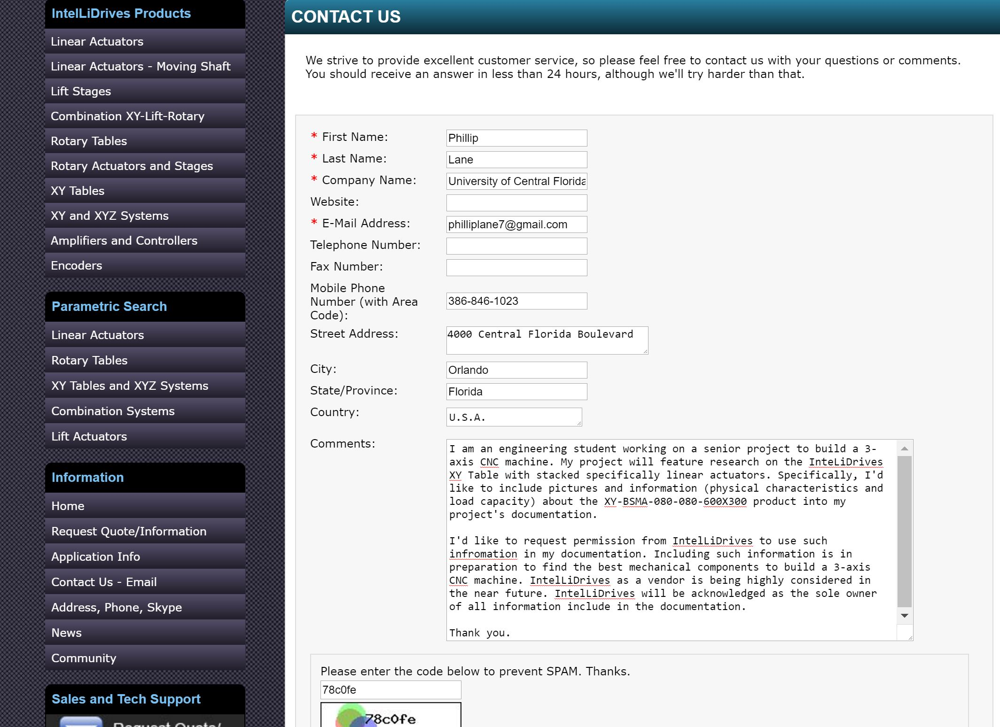 IntelLiDrives Products
Linear Actuators
Linear Actuators - Moving Shaft
Lift Stages
Combination XY-Lift-Rotary
Rotary Tables
Rotary Actuators and Stages
XY Tables
XY and XYZ Systems
Amplifiers and Controllers
Encoders
Parametric Search
Linear Actuators
Rotary Tables
XY Tables and XYZ Systems
Combination Systems
Lift Actuators
Information
Home
Request Quote/Information
Application Info
Contact Us - Email
Address, Phone, Skype
News
Community
Sales and Tech Support
Request Quote/
CONTACT US
We strive to provide excellent customer service, so please feel free to contact us with your questions or comments.
You should receive an answer in less than 24 hours, although we'll try harder than that.
* First Name: Phillip
* Last Name: Lane
* Company Name: University of Central Florida
Website:
* E-Mail Address: philliplane7@gmail.com
Telephone Number:
Fax Number:
Mobile Phone
Number (with Area
Code): 386-846-1023
Street Address: 4000 Central Florida Boulevard
City: Orlando
State/Province: Florida
Country: U.S.A.
Comments:
I am an engineering student working on a senior project to build a 3-
axis CNC machine. My project will feature research on the InteLiDrives
XY Table with stacked specifically linear actuators. Specifically, I'd
like to include pictures and information (physical characteristics and
load capacity) about the XY-BSMA-080-080-600X300 product into my
project's documentation.
I'd like to request permission from IntelLiDrives to use such
infromation in my documentation. Including such information is in
preparation to find the best mechanical components to build a 3-axis
CNC machine. IntelLiDrives as a vendor is being highly considered in
the near future. IntelLiDrives will be acknowledged as the sole owner
of all information include in the documentation.
Thank you.
Please enter the code below to prevent SPAM. Thanks.
78c0fe
78c0fe